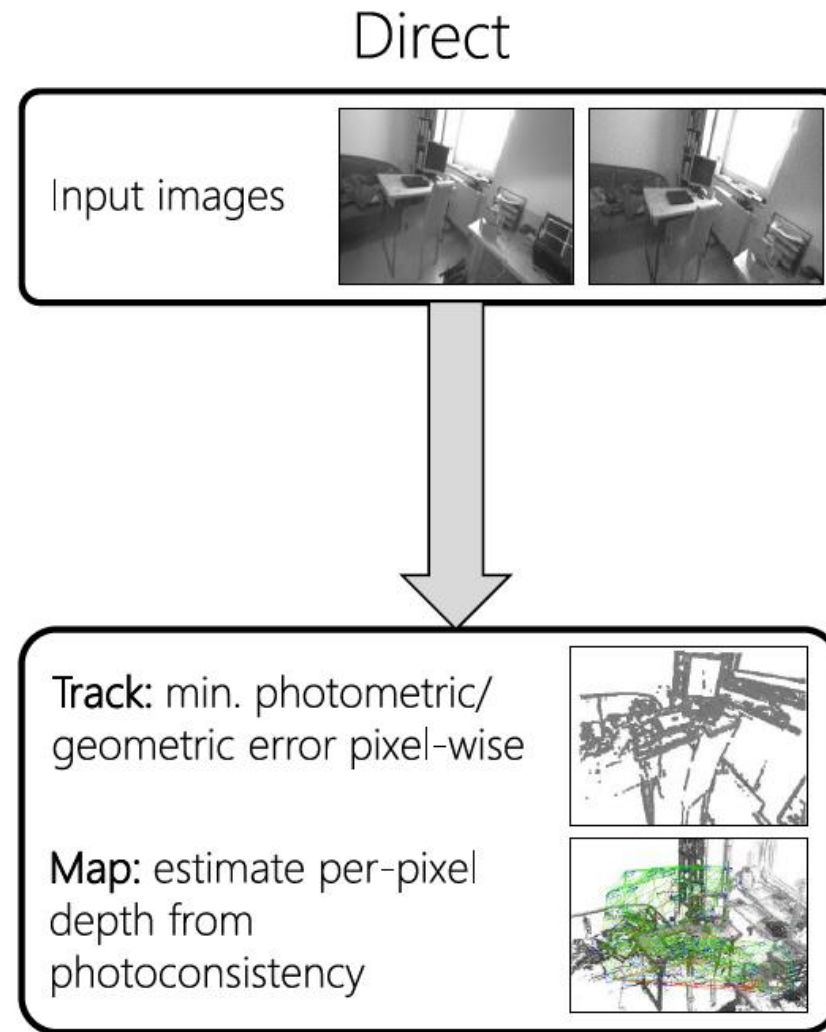 Direct
Input images
Track: min. photometric/
geometric error pixel-wise
Map: estimate per-pixel
depth from
photoconsistency